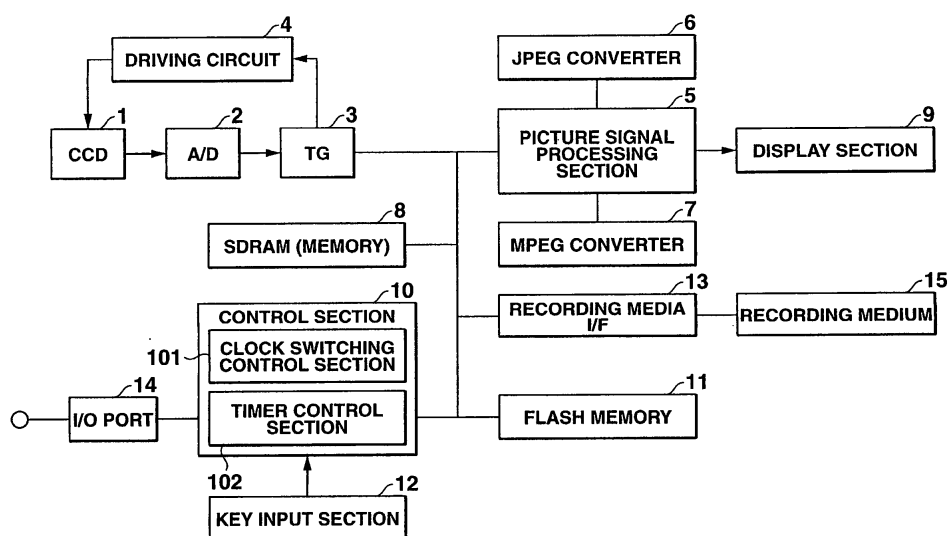 4
DRIVING CIRCUIT
6
JPEG CONVERTER
1
CCD
2
A/D
3
TG
5
PICTURE SIGNAL
PROCESSING
SECTION
9
DISPLAY SECTION
8
SDRAM (MEMORY)
7
MPEG CONVERTER
10
CONTROL SECTION
101
CLOCK SWITCHING
CONTROL SECTION
13
RECORDING MEDIA
I/F
15
RECORDING MEDIUM
14
I/O PORT
TIMER CONTROL
SECTION
102
11
FLASH MEMORY
12
KEY INPUT SECTION